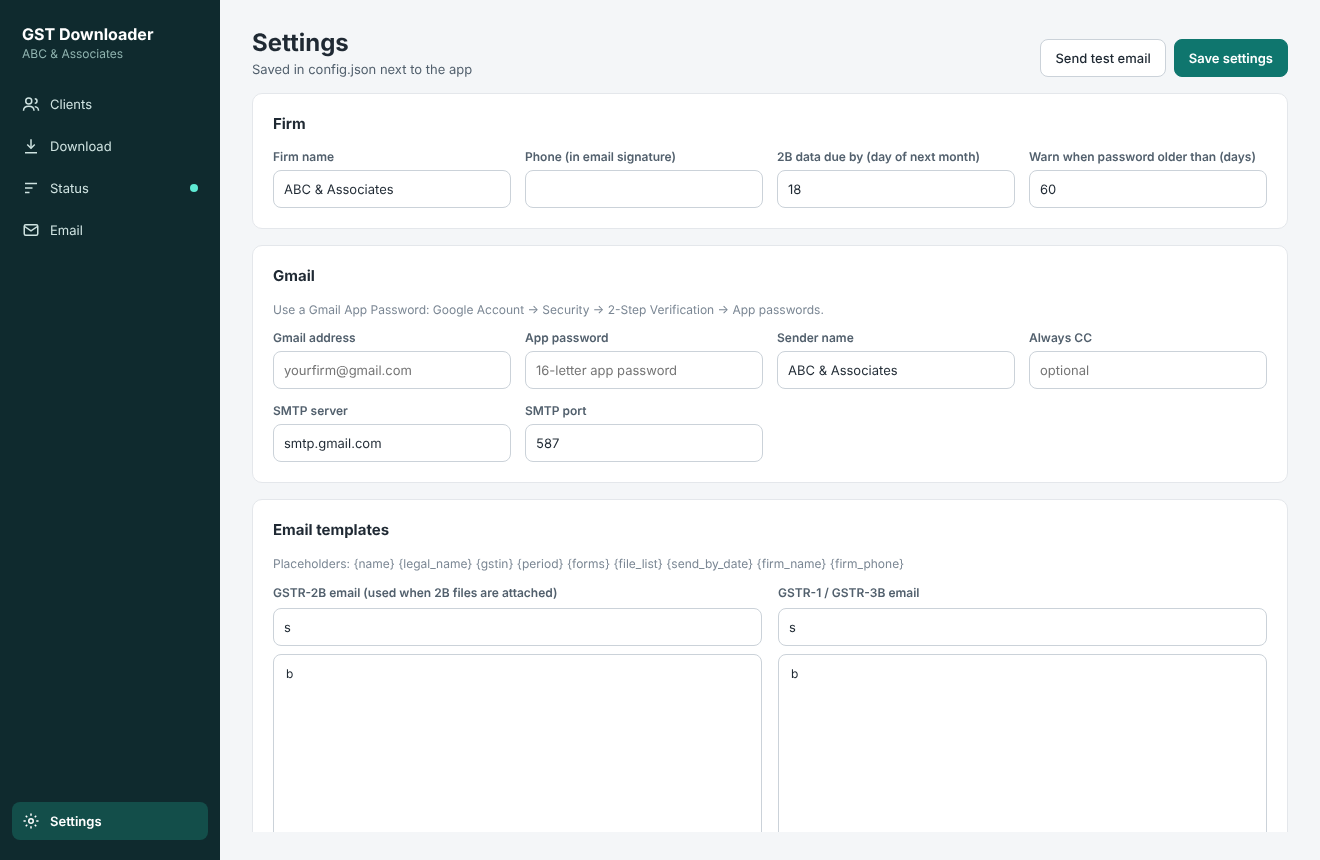 GST Downloader
ABC & Associates
Clients
Download
Status
Email
Settings
Settings
Saved in config.json next to the app
Send test email
Save settings
Firm
Firm name
Phone (in email signature)
2B data due by (day of next month)
Warn when password older than (days)
ABC & Associates
18
60
Gmail
Use a Gmail App Password: Google Account → Security → 2-Step Verification → App passwords.
Gmail address
App password
Sender name
Always CC
yourfirm@gmail.com
16-letter app password
ABC & Associates
optional
SMTP server
SMTP port
smtp.gmail.com
587
Email templates
Placeholders: {name} {legal_name} {gstin} {period} {forms} {file_list} {send_by_date} {firm_name} {firm_phone}
GSTR-2B email (used when 2B files are attached)
GSTR-1 / GSTR-3B email
s
s
b
b